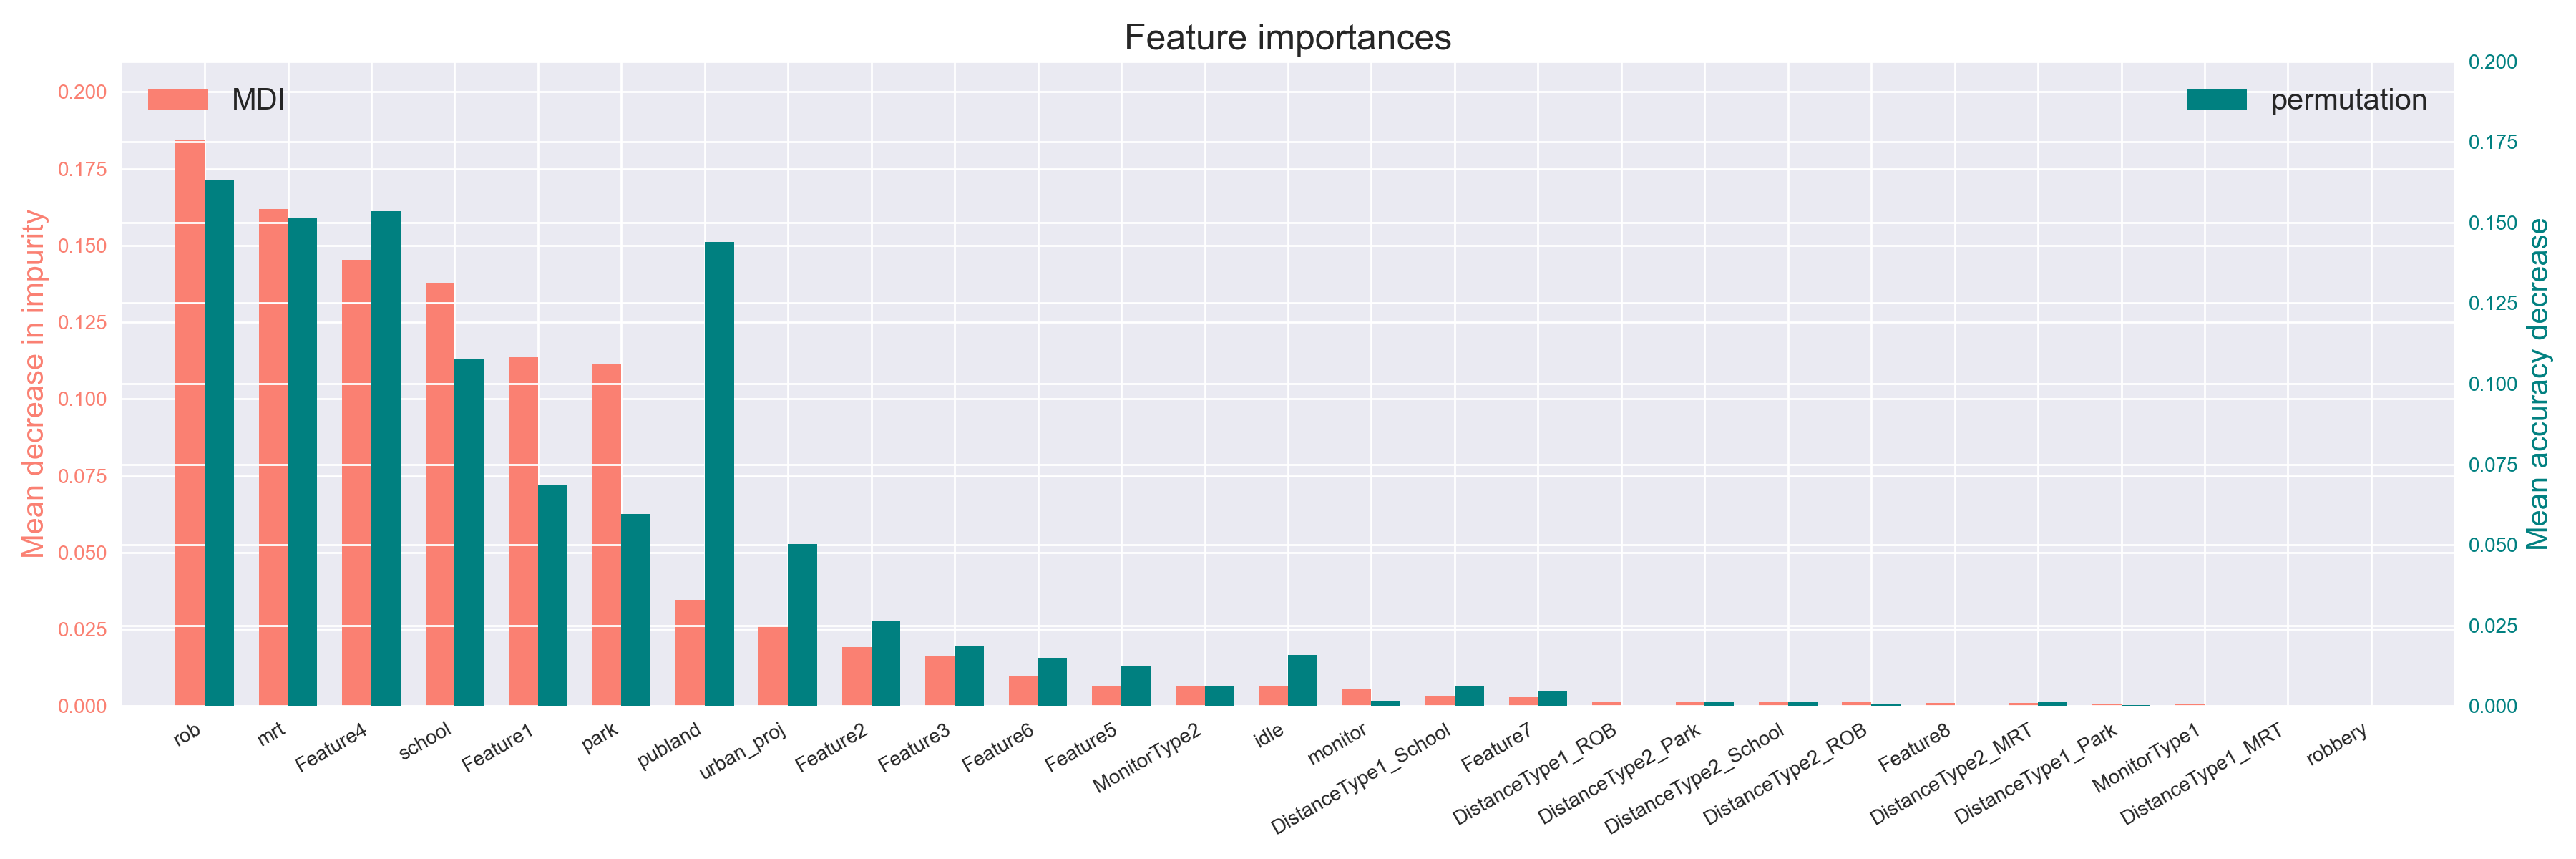 Feature importances
MDI
permutation
Mean decrease in impurity
0.200
0.175
0.150
0.125
0.100
0.075
0.050
0.025
0.000
0.200
0.175
0.150
0.125
0.100
0.075
0.050
0.025
0.000
Mean accuracy decrease
rob
mrt
Feature4
school
Feature1
park
publand
urban_proj
Feature2
Feature3
Feature6
Feature5
MonitorType2
idle
monitor
DistanceType1_School
Feature7
DistanceType1_ROB
DistanceType2_Park
DistanceType2_School
DistanceType2_ROB
Feature8
DistanceType2_MRT
DistanceType1_Park
MonitorType1
DistanceType1_MRT
robbery